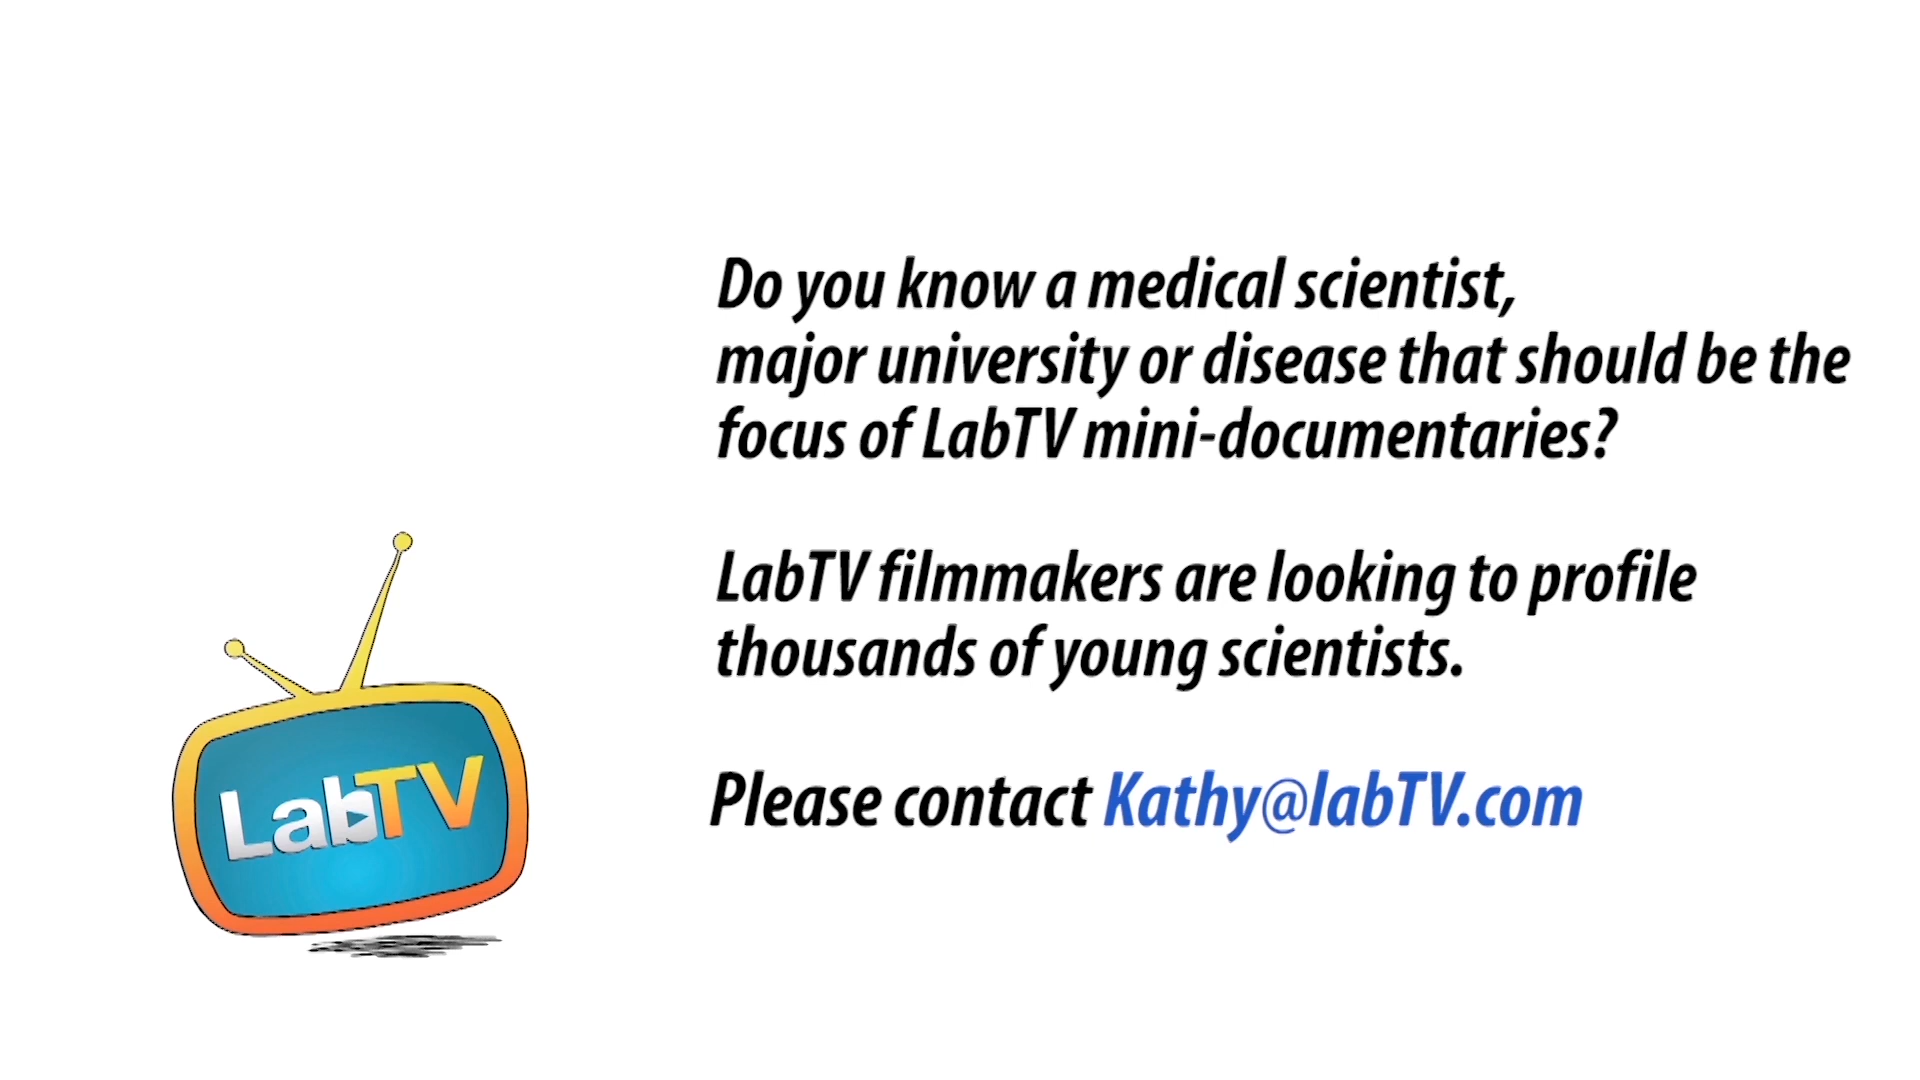 Do you know a medical scientist,
major university or disease that should be the
focus of LabTV mini-documentaries?
LabTV filmmakers are looking to profile
thousands of young scientists.
LabTV
Please contact Kathy@labTV.com